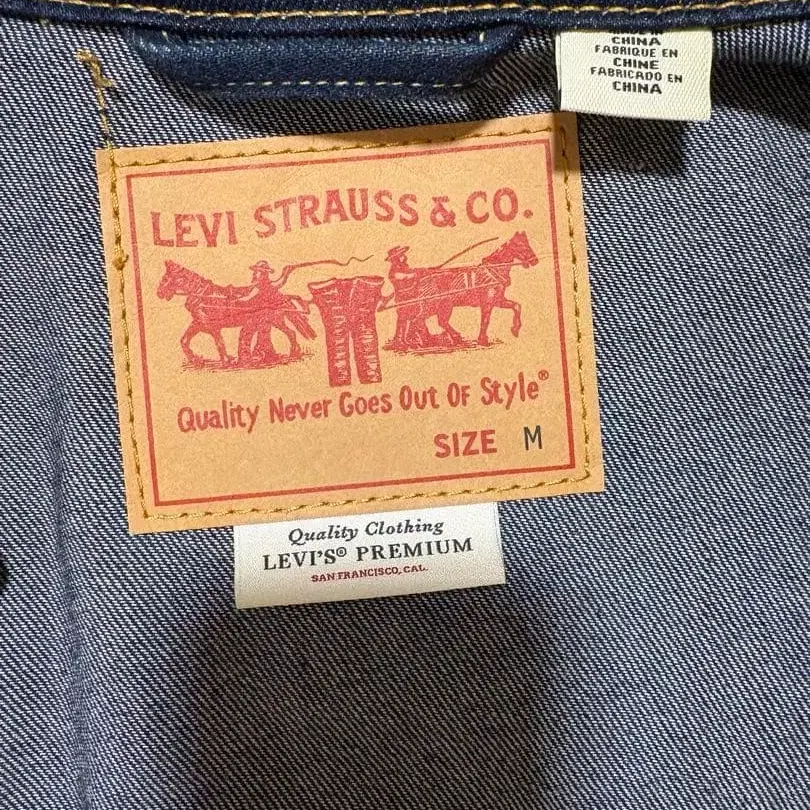 CHINA
FABRIQUE EN
CHINE
FABRICADO EN
CHINA
LEVI STRAUSS & CO.
Quality Never Goes Out Of Style®
SIZE M
Quality Clothing
LEVI'S® PREMIUM
SAN FRANCISCO, CAL.